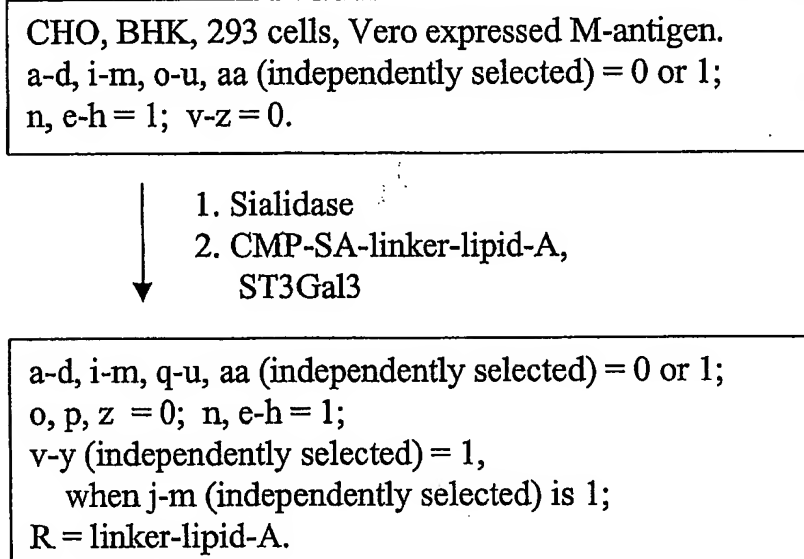 CHO, BHK, 293 cells, Vero expressed M-antigen.
a-d, i-m, o-u, aa (independently selected) = 0 or 1;
n, e-h = 1; v-z = 0.
1. Sialidase
2. CMP-SA-linker-lipid-A,
ST3Gal3
a-d, i-m, q-u, aa (independently selected) = 0 or 1;
o, p, z = 0; n, e-h = 1;
v-y (independently selected) = 1,
when j-m (independently selected) is 1;
R = linker-lipid-A.